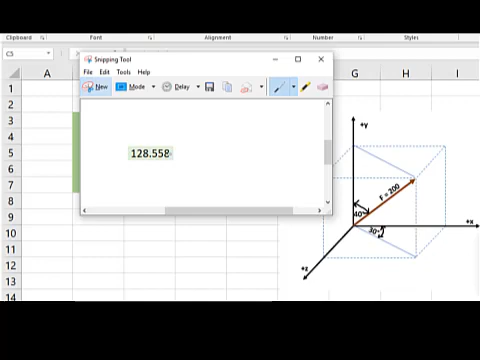 Clipboard Font Alignment Number Styles
C5
Snipping Tool
File Edit Tools Help
New Mode Delay
A G H I
1
2
3
4
5
6
7
8
9
10
11
12
13
14
128.558
+Y
F = 200
40°
30°
+x
+z